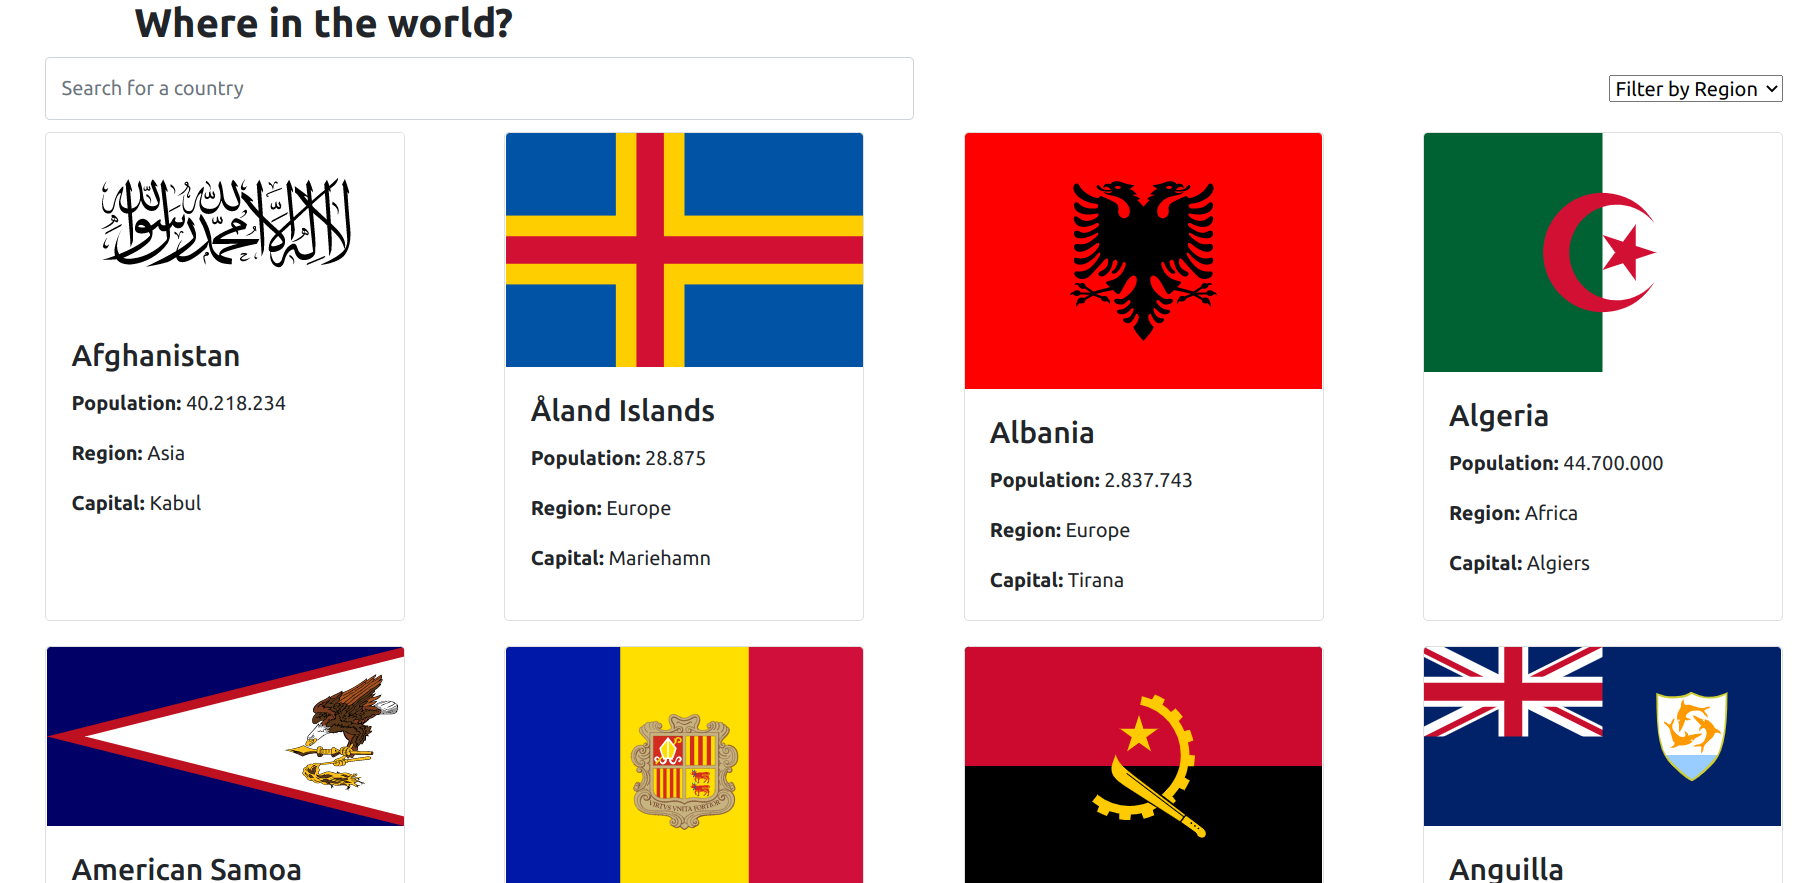 Where in the world?
Search for a country
Filter by Region
لا إله إلا الله محمد رسول الله
Afghanistan
Population: 40.218.234
Region: Asia
Capital: Kabul
Åland Islands
Population: 28.875
Region: Europe
Capital: Mariehamn
Albania
Population: 2.837.743
Region: Europe
Capital: Tirana
Algeria
Population: 44.700.000
Region: Africa
Capital: Algiers
VIRTVS VNITA FORTIOR
American Samoa
Anguilla